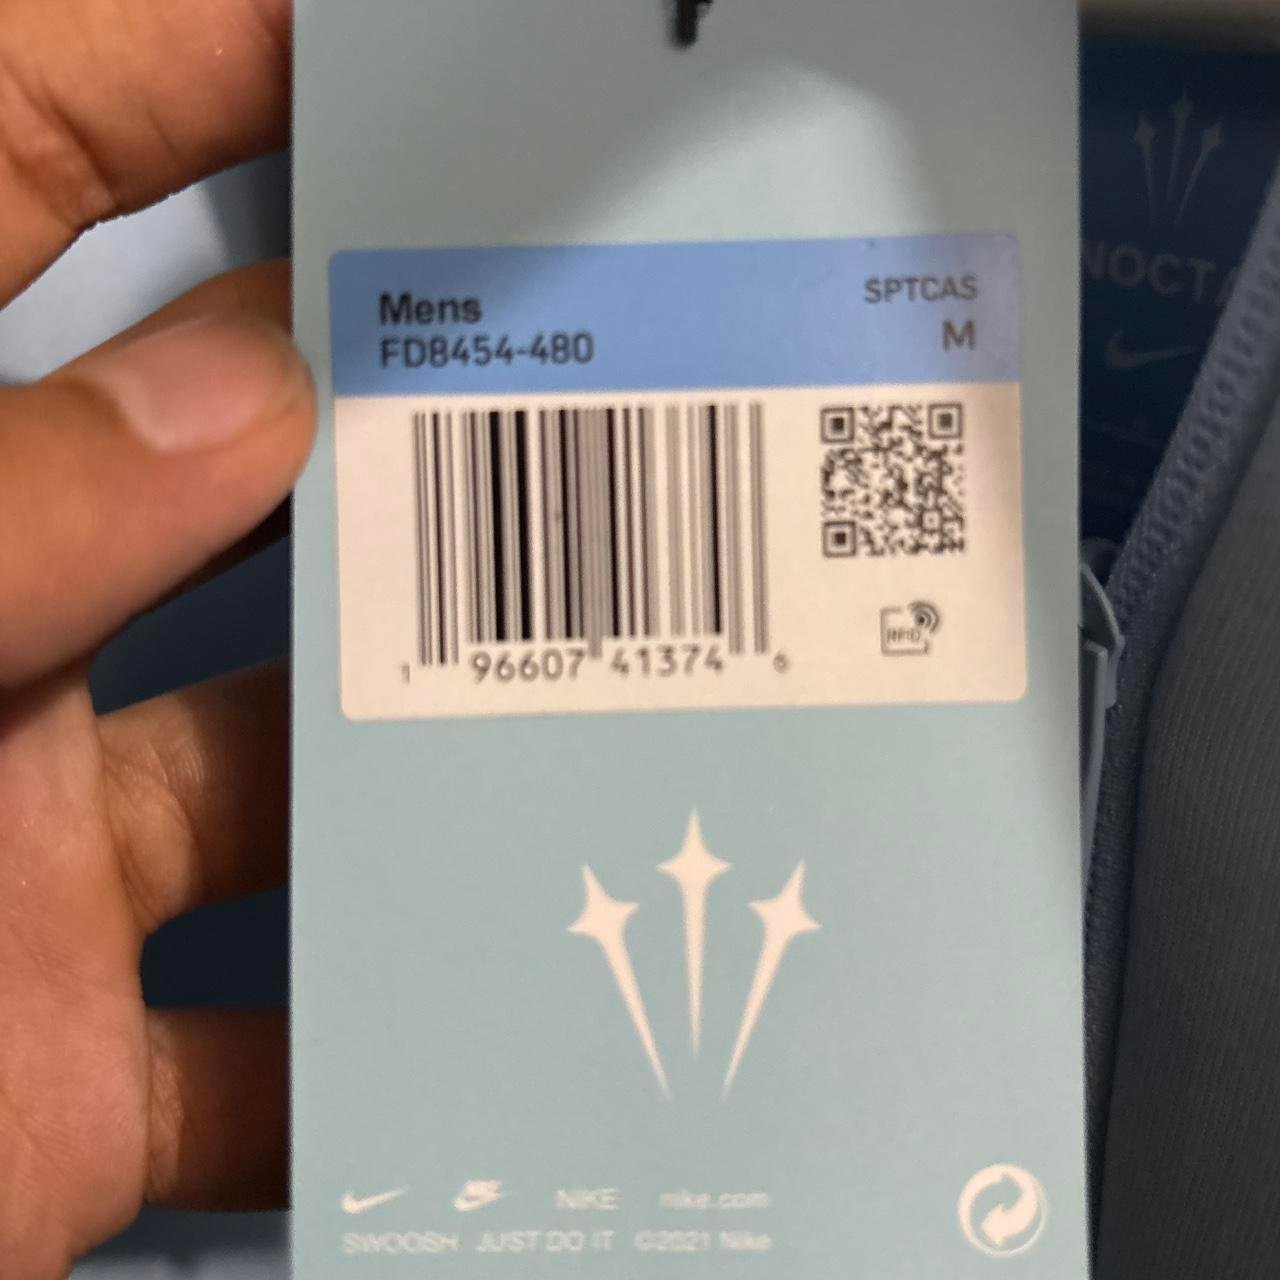 Mens
FD8454-480
SPTCAS
M
1 96607 41374 6
RFID
NIKE nike.com
SWOOSH JUST DO IT ©2021 Nike
NOCTA